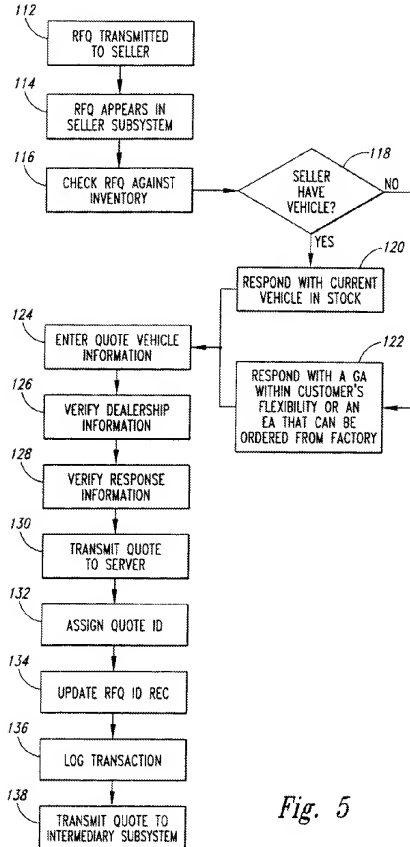 112
RFQ TRANSMITTED
TO SELLER
114
RFQ APPEARS IN
SELLER SUBSYSTEM
116
CHECK RFQ AGAINST
INVENTORY
118
SELLER
HAVE
VEHICLE?
NO
YES
120
RESPOND WITH CURRENT
VEHICLE IN STOCK
122
RESPOND WITH A GA
WITHIN CUSTOMER'S
FLEXIBILITY OR AN
EA THAT CAN BE
ORDERED FROM FACTORY
124
ENTER QUOTE VEHICLE
INFORMATION
126
VERIFY DEALERSHIP
INFORMATION
128
VERIFY RESPONSE
INFORMATION
130
TRANSMIT QUOTE
TO SERVER
132
ASSIGN QUOTE ID
134
UPDATE RFQ ID REC
136
LOG TRANSACTION
138
TRANSMIT QUOTE TO
INTERMEDIARY SUBSYSTEM
Fig. 5